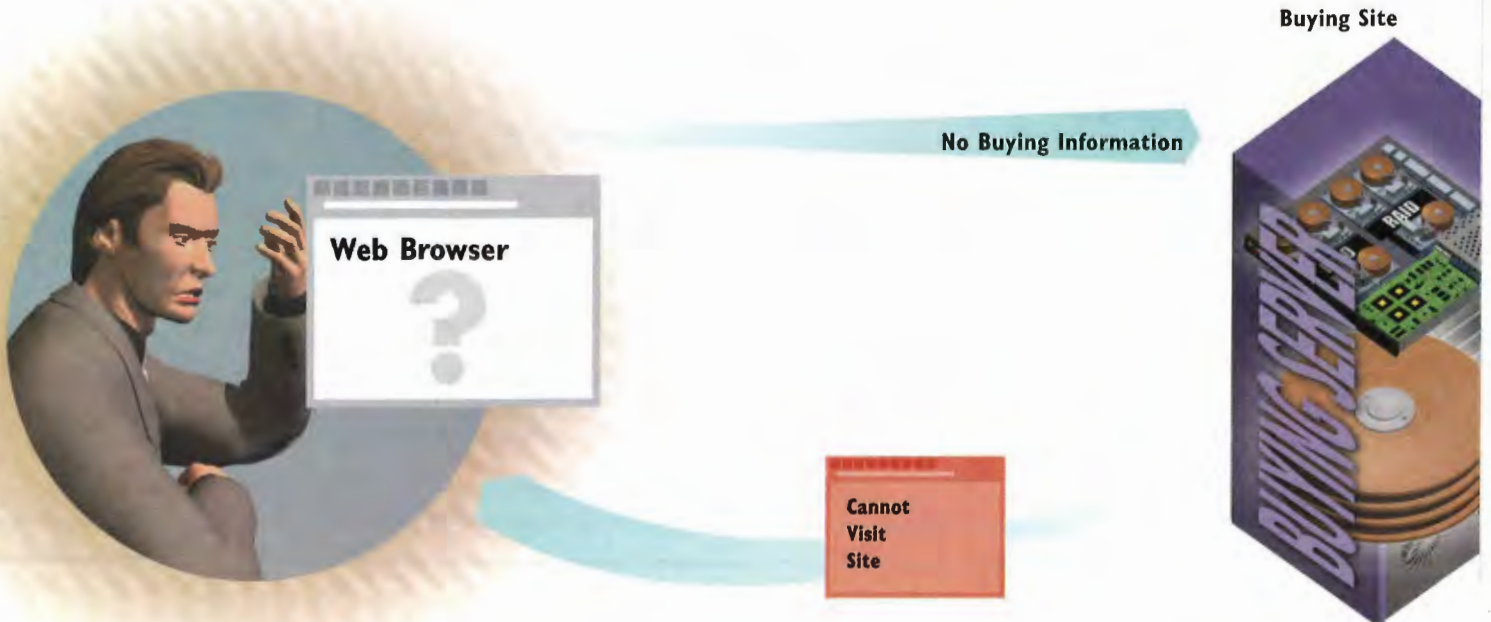 Buying Site
No Buying Information
Web Browser
?
RAID
BUYING SERVER
Cannot
Visit
Site